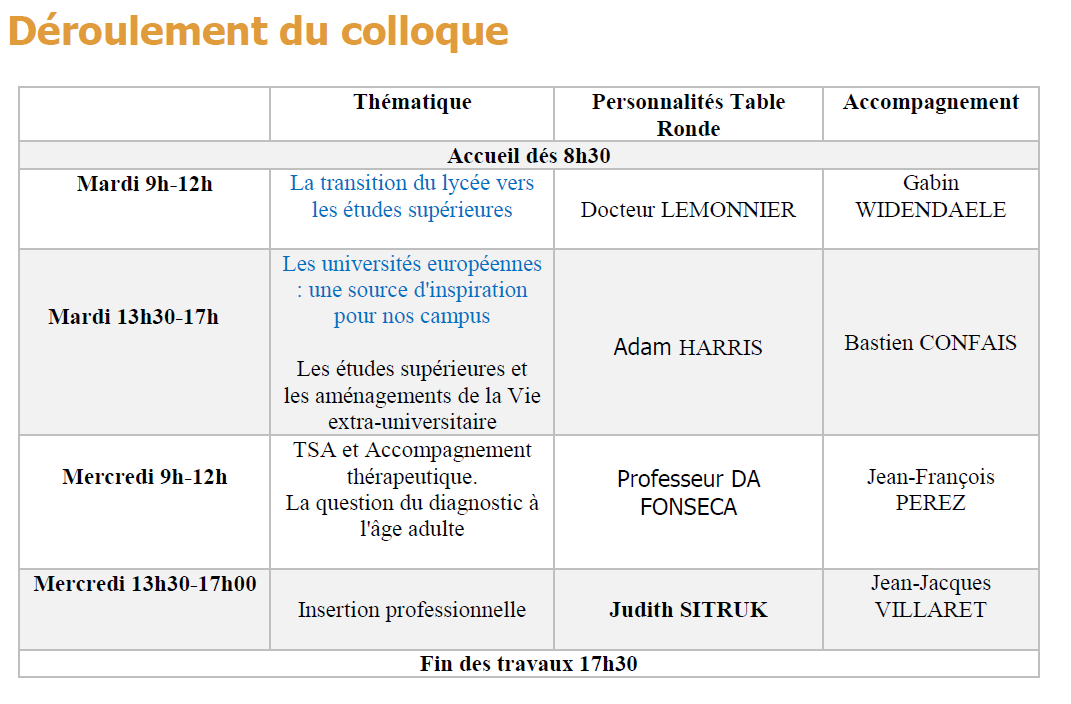 Déroulement du colloque
Thématique
Personnalités Table
Ronde
Accompagnement
Accueil dés 8h30
Mardi 9h-12h
La transition du lycée vers
les études supérieures
Docteur LEMONNIER
Gabin
WIDENDAELE
Mardi 13h30-17h
Les universités européennes
: une source d'inspiration
pour nos campus
Les études supérieures et
les aménagements de la Vie
extra-universitaire
Adam HARRIS
Bastien CONFAIS
Mercredi 9h-12h
TSA et Accompagnement
thérapeutique.
La question du diagnostic à
l'âge adulte
Professeur DA
FONSECA
Jean-François
PEREZ
Mercredi 13h30-17h00
Insertion professionnelle
Judith SITRUK
Jean-Jacques
VILLARET
Fin des travaux 17h30